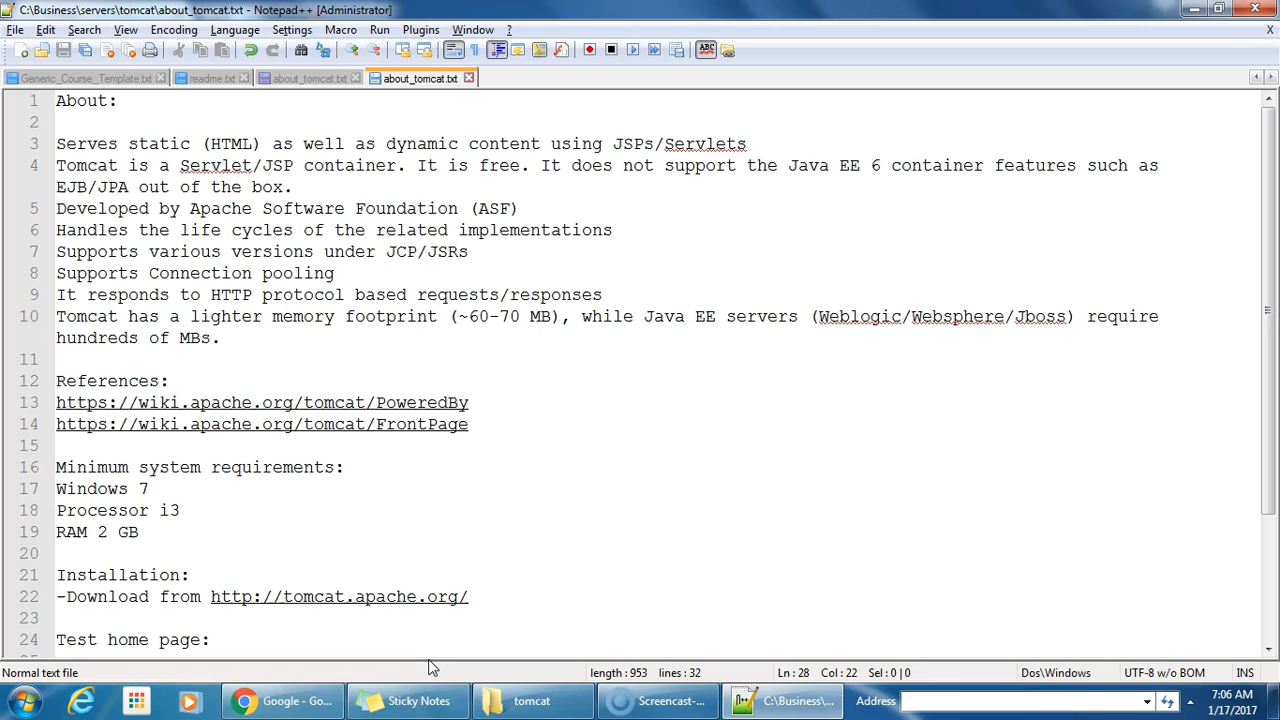 C:\Business\servers\tomcat\about_tomcat.txt - Notepad++ [Administrator]
File Edit Search View Encoding Language Settings Macro Run Plugins Window ? X
Generic_Course_Template.txt readme.txt about_tomcat.txt about_tomcat.txt
1 About:
2
3 Serves static (HTML) as well as dynamic content using JSPs/Servlets
4 Tomcat is a Servlet/JSP container. It is free. It does not support the Java EE 6 container features such as
EJB/JPA out of the box.
5 Developed by Apache Software Foundation (ASF)
6 Handles the life cycles of the related implementations
7 Supports various versions under JCP/JSRs
8 Supports Connection pooling
9 It responds to HTTP protocol based requests/responses
10 Tomcat has a lighter memory footprint (~60-70 MB), while Java EE servers (Weblogic/Websphere/Jboss) require
hundreds of MBs.
11
12 References:
13 https://wiki.apache.org/tomcat/PoweredBy
14 https://wiki.apache.org/tomcat/FrontPage
15
16 Minimum system requirements:
17 Windows 7
18 Processor i3
19 RAM 2 GB
20
21 Installation:
22 -Download from http://tomcat.apache.org/
23
24 Test home page:
Normal text file length : 953 lines : 32 Ln : 28 Col : 22 Sel : 0 | 0 Dos\Windows UTF-8 w/o BOM INS
Google - Go... Sticky Notes tomcat Screencast-... C:\Business\... Address 7:06 AM
1/17/2017